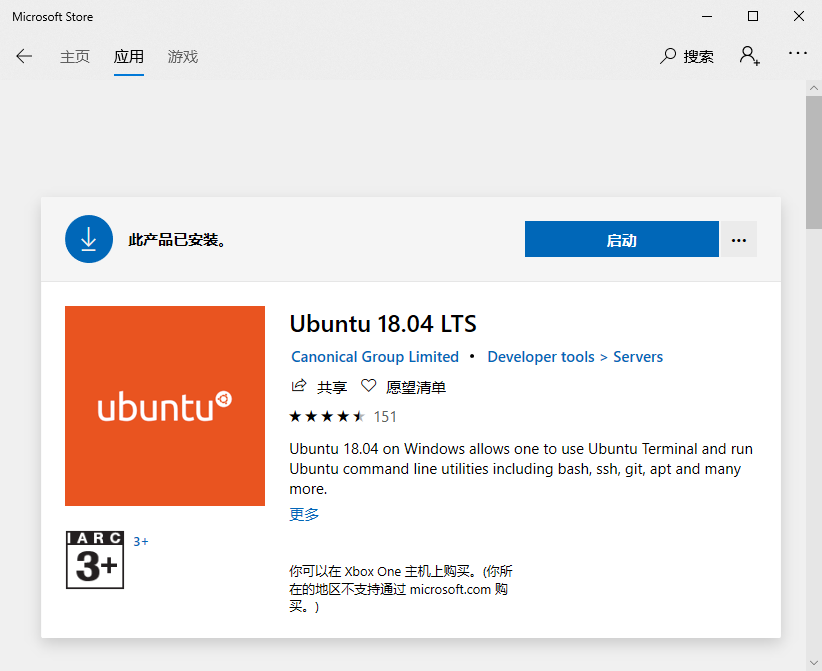 Microsoft Store
主页 应用 游戏 搜索
此产品已安装。 启动
ubuntu
Ubuntu 18.04 LTS
Canonical Group Limited • Developer tools > Servers
共享 愿望清单
151
Ubuntu 18.04 on Windows allows one to use Ubuntu Terminal and run
Ubuntu command line utilities including bash, ssh, git, apt and many
more.
更多
IARC
3+
3+
你可以在 Xbox One 主机上购买。(你所
在的地区不支持通过 microsoft.com 购
买。)